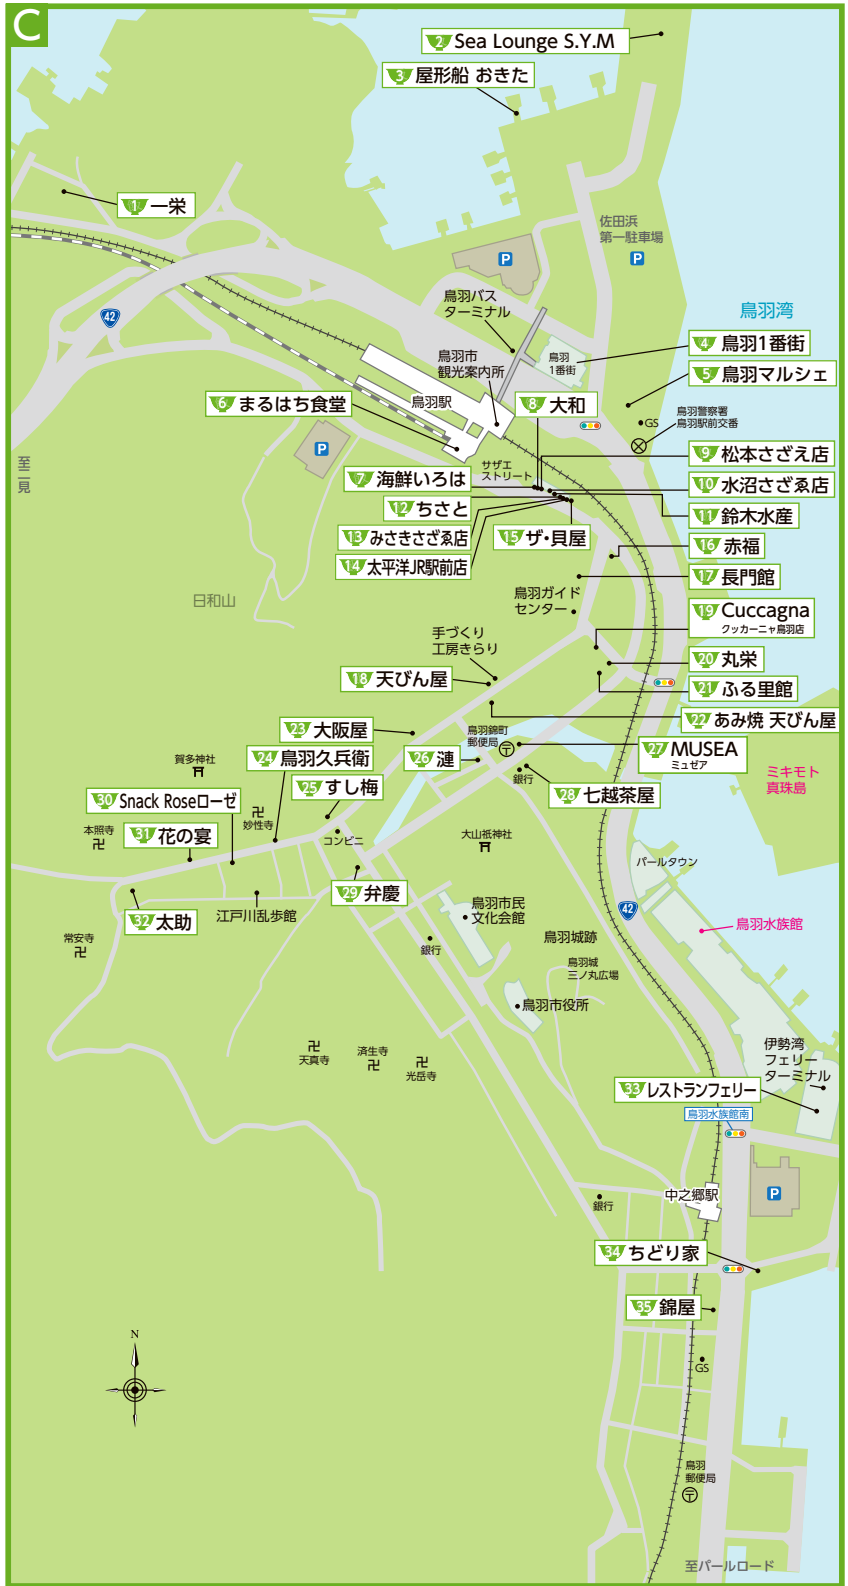 C
2 Sea Lounge S.Y.M
3 屋形船 おきた
1 一栄
佐田浜
第一駐車場
P
P
42
鳥羽バス
ターミナル
鳥羽湾
鳥羽市
観光案内所
鳥羽
1番街
4 鳥羽1番街
5 鳥羽マルシェ
鳥羽駅
6 まるはち食堂
8 大和
GS
鳥羽警察署
鳥羽駅前交番
P
至二見
サザエ
ストリート
9 松本さざえ店
7 海鮮いろは
10 水沼さざゑ店
12 ちさと
11 鈴木水産
13 みさきさざゑ店
15 ザ・貝屋
16 赤福
14 太平洋JR駅前店
17 長門館
日和山
鳥羽ガイド
センター
19 Cuccagna
クッカーニャ鳥羽店
手づくり
工房きらり
20 丸栄
18 天びん屋
21 ふる里館
22 あみ焼 天びん屋
23 大阪屋
鳥羽錦町
郵便局
〒
27 MUSEA
ミュゼア
24 鳥羽久兵衛
26 漣
賀多神社
銀行
ミキモト
真珠島
25 すし梅
28 七越茶屋
30 Snack Roseローゼ
妙性寺
本照寺
31 花の宴
コンビニ
大山祇神社
パールタウン
29 弁慶
32 太助
江戸川乱歩館
鳥羽市民
文化会館
42
鳥羽水族館
常安寺
銀行
鳥羽城跡
鳥羽城
三ノ丸広場
鳥羽市役所
天真寺
済生寺
光岳寺
伊勢湾
フェリー
ターミナル
33 レストランフェリー
鳥羽水族館南
中之郷駅
P
銀行
34 ちどり家
35 錦屋
N
GS
鳥羽
郵便局
〒
至パールロード